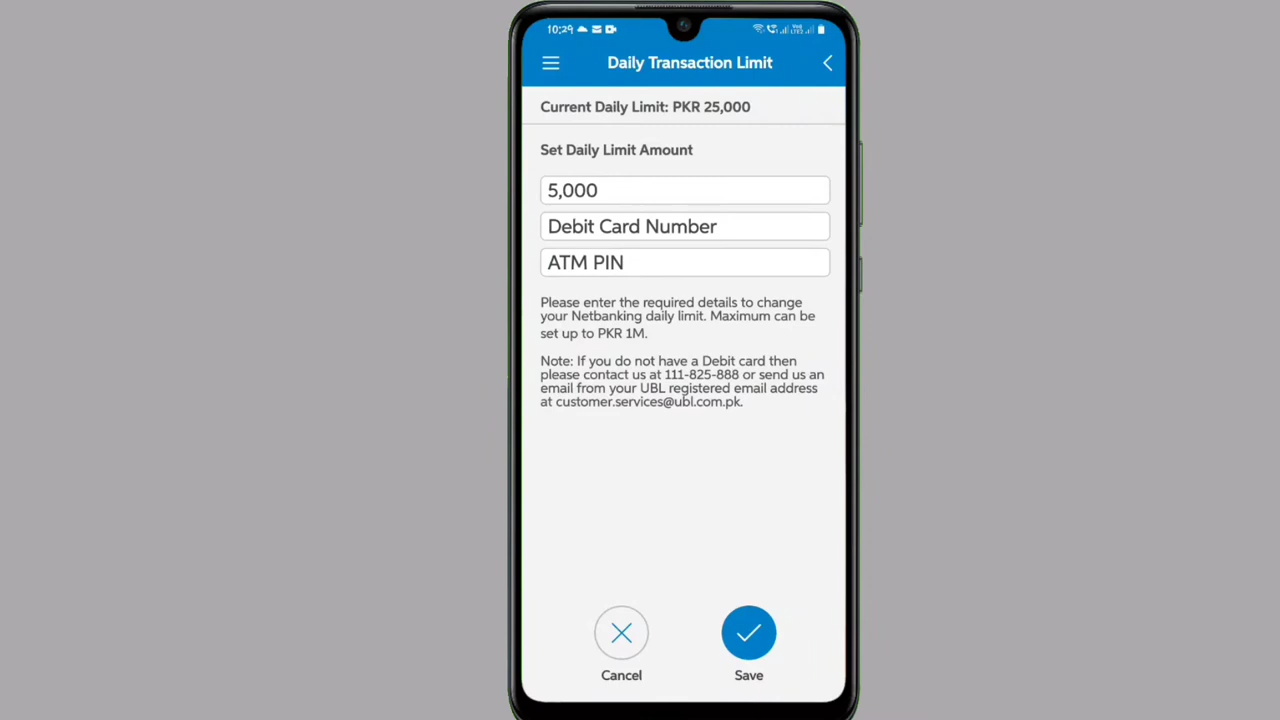 10:29
Daily Transaction Limit
Current Daily Limit: PKR 25,000
Set Daily Limit Amount
5,000
Debit Card Number
ATM PIN
Please enter the required details to change
your Netbanking daily limit. Maximum can be
set up to PKR 1M.
Note: If you do not have a Debit card then
please contact us at 111-825-888 or send us an
email from your UBL registered email address
at customer.services@ubl.com.pk.
Cancel
Save